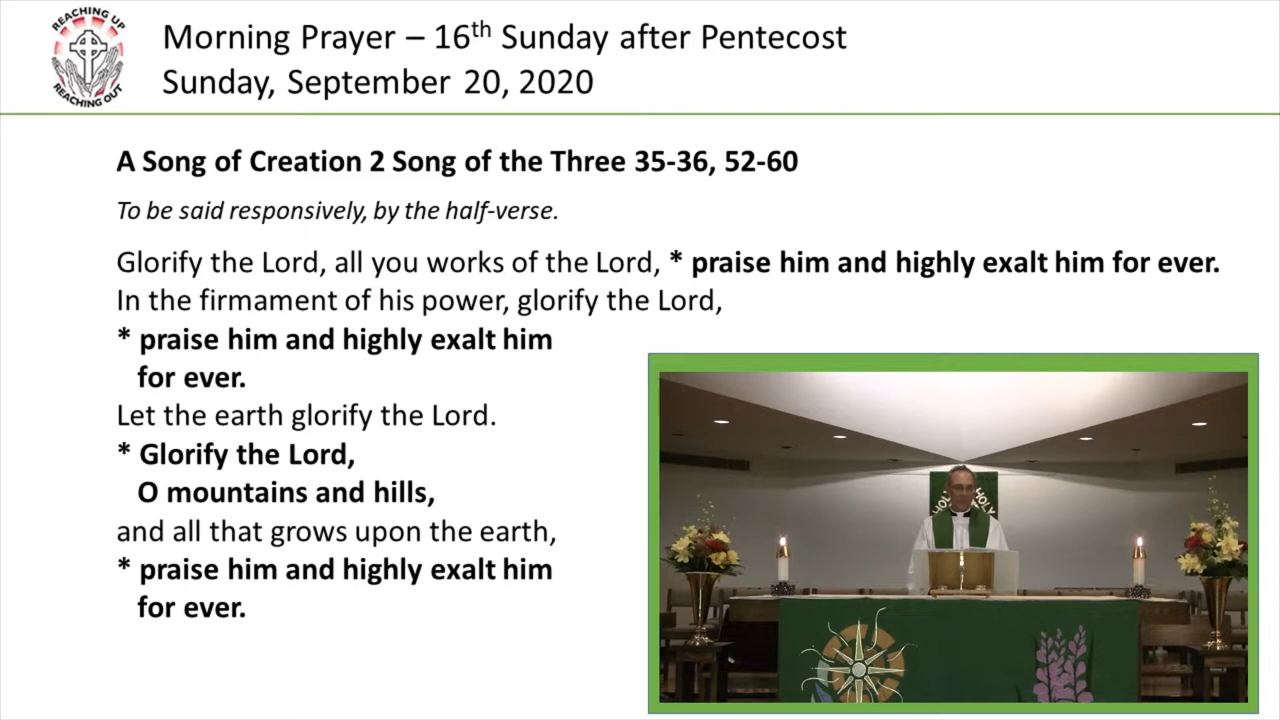 REACHING UP
REACHING OUT
Morning Prayer – 16th Sunday after Pentecost
Sunday, September 20, 2020
A Song of Creation 2 Song of the Three 35-36, 52-60
To be said responsively, by the half-verse.
Glorify the Lord, all you works of the Lord, * praise him and highly exalt him for ever.
In the firmament of his power, glorify the Lord,
* praise him and highly exalt him
for ever.
Let the earth glorify the Lord.
* Glorify the Lord,
O mountains and hills,
and all that grows upon the earth,
* praise him and highly exalt him
for ever.
HOLY